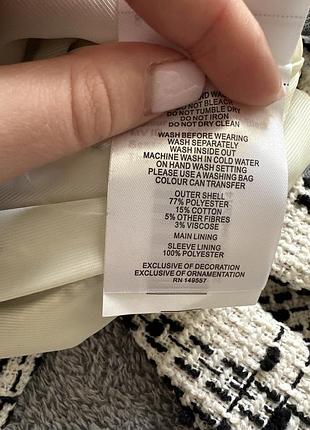 HAND WA
DO NOT BLEACH
DO NOT TUMBLE DRY
DO NOT IRON
DO NOT DRY CLEAN
WASH BEFORE WEARING
WASH SEPARATELY
WASH INSIDE OUT
MACHINE WASH IN COLD WATER
ON HAND WASH SETTING
PLEASE USE A WASHING BAG
COLOUR CAN TRANSFER
OUTER SHELL
77% POLYESTER
15% COTTON
5% OTHER FIBRES
3% VISCOSE
MAIN LINING
SLEEVE LINING
100% POLYESTER
EXCLUSIVE OF DECORATION
EXCLUSIVE OF ORNAMENTATION
RN 149557